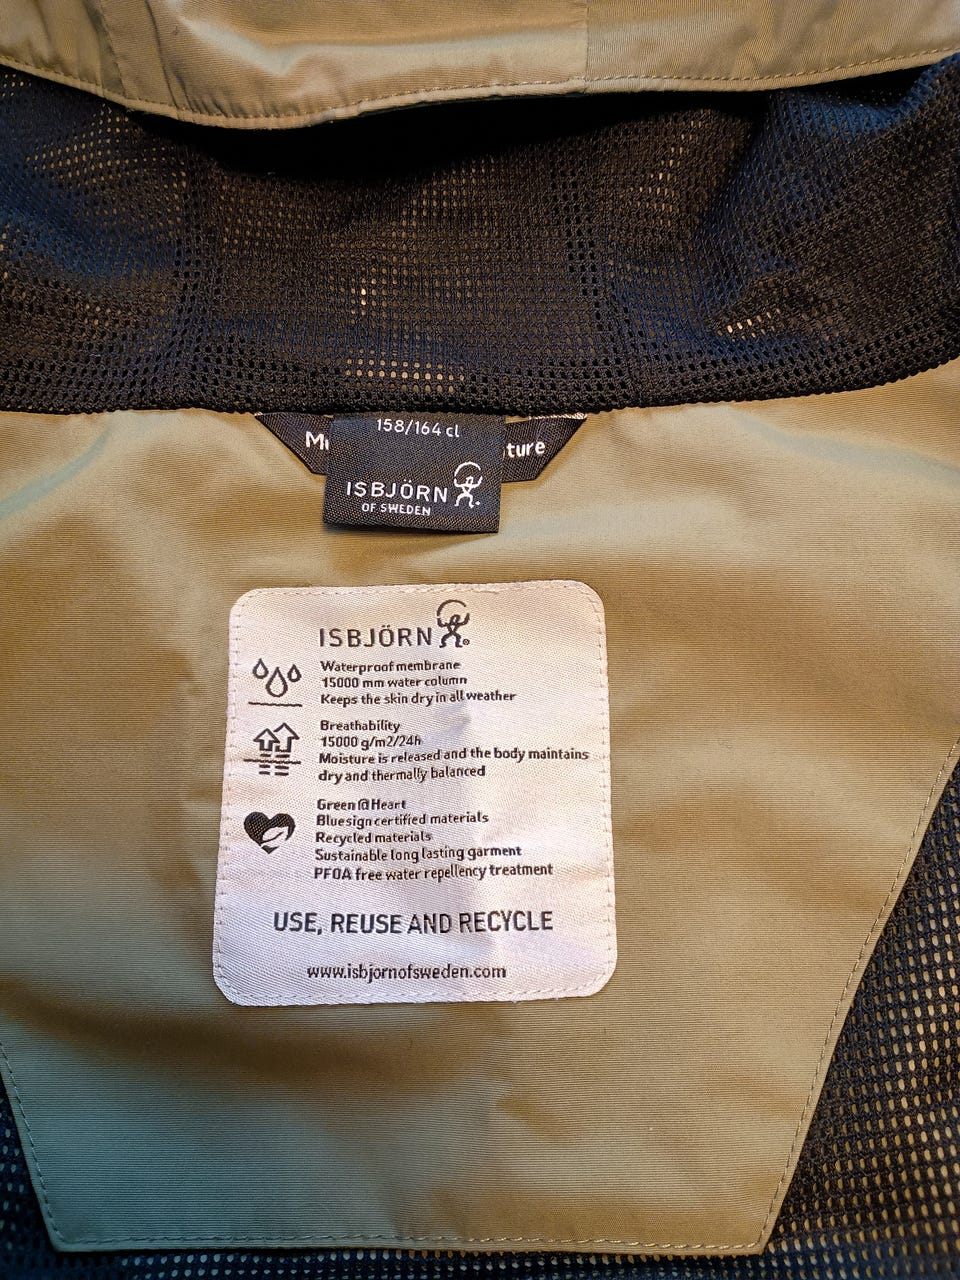 158/164 cl
ture
ISBJÖRN
OF SWEDEN
ISBJÖRN
Waterproof membrane
15000 mm water column
Keeps the skin dry in all weather
Breathability
15000 g/m2/24h
Moisture is released and the body maintains
dry and thermally balanced
Green @ Heart
Bluesign certified materials
Recycled materials
Sustainable long lasting garment
PFOA free water repellency treatment
USE, REUSE AND RECYCLE
www.isbjornofsweden.com